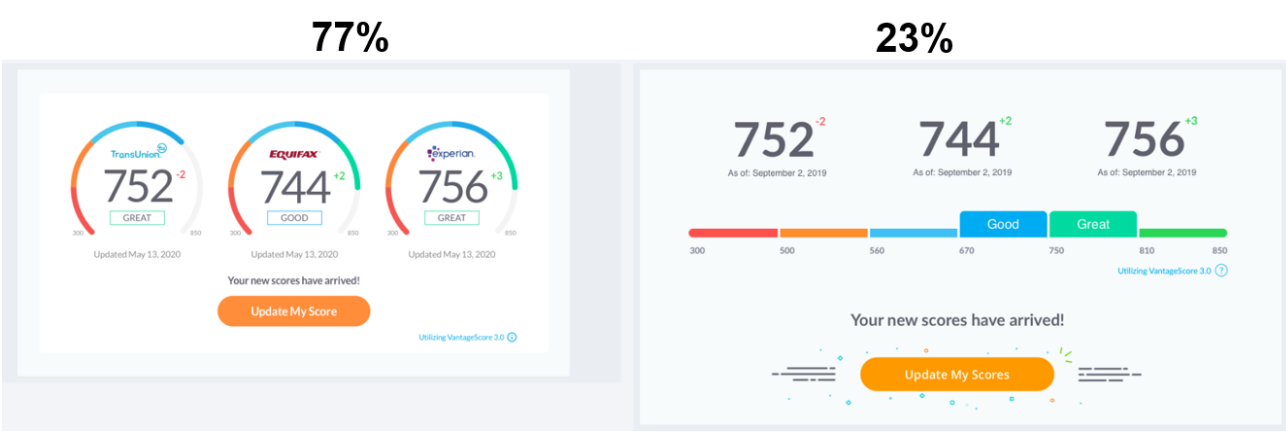 77%
23%
TransUnion TU
752 -2
GREAT
300 850
Updated May 13, 2020
EQUIFAX
744 +2
GOOD
300 850
Updated May 13, 2020
experian.
756 +3
GREAT
300 850
Updated May 13, 2020
Your new scores have arrived!
Update My Score
Utilizing VantageScore 3.0 i
752 -2
As of: September 2, 2019
744 +2
As of: September 2, 2019
756 +3
As of: September 2, 2019
Good Great
300 500 560 670 750 810 850
Utilizing VantageScore 3.0 ?
Your new scores have arrived!
Update My Scores